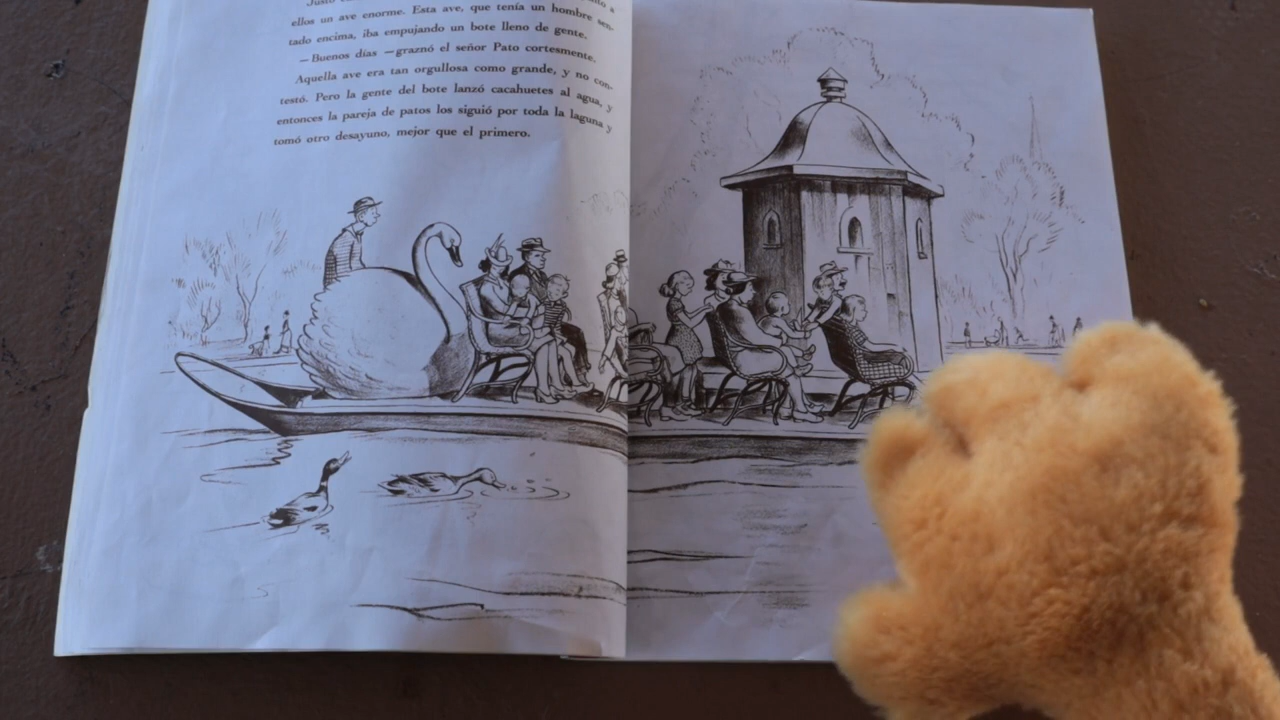 Justo
ellos un ave enorme. Esta ave, que tenía un hombre sen-
tado encima, iba empujando un bote lleno de gente.
—Buenos días —graznó el señor Pato cortesmente.
Aquella ave era tan orgullosa como grande, y no con-
testó. Pero la gente del bote lanzó cacahuetes al agua, y
entonces la pareja de patos los siguió por toda la laguna y
tomó otro desayuno, mejor que el primero.